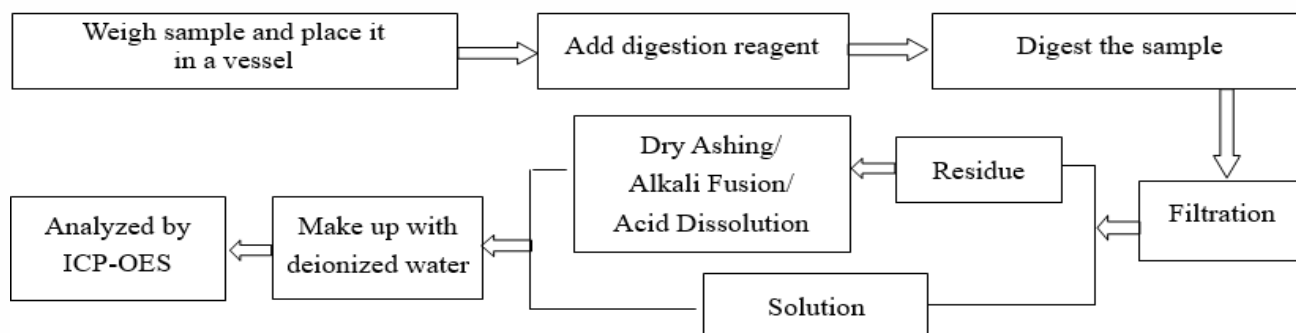 Weigh sample and place it
in a vessel
Add digestion reagent
Digest the sample
Filtration
Residue
Dry Ashing/
Alkali Fusion/
Acid Dissolution
Solution
Make up with
deionized water
Analyzed by
ICP-OES